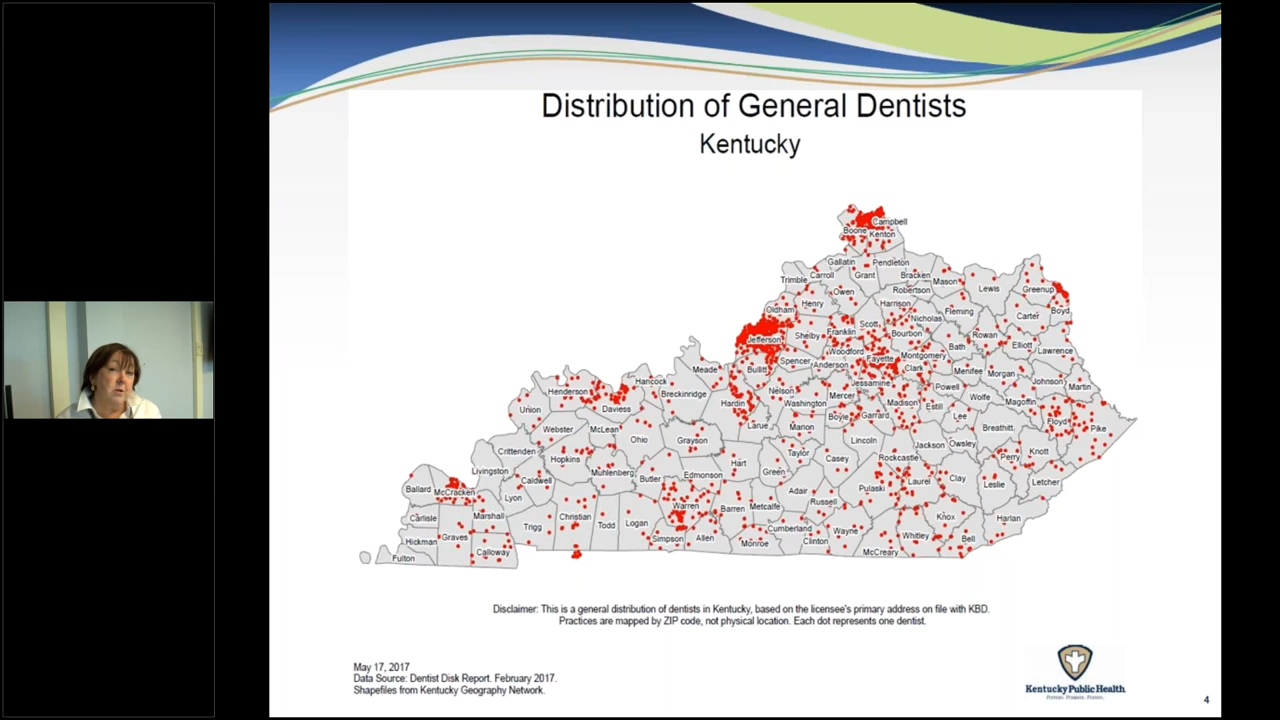 Distribution of General Dentists
Kentucky
Campbell
Boone
Kenton
Gallatin
Pendleton
Trimble
Carroll
Grant
Bracken
Mason
Robertson
Lewis
Greenup
Owen
Henry
Harrison
Fleming
Boyd
Oldham
Nicholas
Carter
Scott
Franklin
Bourbon
Rowan
Shelby
Jefferson
Elliott
Bath
Woodford
Montgomery
Lawrence
Fayette
Spencer
Anderson
Clark
Bullitt
Menifee
Morgan
Meade
Johnson
Martin
Hancock
Jessamine
Powell
Nelson
Mercer
Wolfe
Henderson
Breckinridge
Washington
Madison
Magoffin
Hardin
Estill
Union
Daviess
Boyle
Garrard
Lee
Floyd
Larue
Marion
Breathitt
Pike
Webster
McLean
Ohio
Grayson
Lincoln
Jackson
Owsley
Crittenden
Taylor
Knott
Hopkins
Casey
Rockcastle
Perry
Hart
Livingston
Muhlenberg
Green
Edmonson
Caldwell
Butler
Clay
Laurel
Letcher
Leslie
Ballard
McCracken
Pulaski
Adair
Lyon
Russell
Warren
Barren
Metcalfe
Carlisle
Marshall
Christian
Knox
Harlan
Trigg
Todd
Logan
Cumberland
Wayne
Graves
Whitley
Simpson
Allen
Hickman
Clinton
Bell
Monroe
Calloway
McCreary
Fulton
Disclaimer: This is a general distribution of dentists in Kentucky, based on the licensee's primary address on file with KBD.
Practices are mapped by ZIP code, not physical location. Each dot represents one dentist.
May 17, 2017
Data Source: Dentist Disk Report. February 2017.
Shapefiles from Kentucky Geography Network.
Kentucky Public Health
Prevent. Promote. Protect.
4